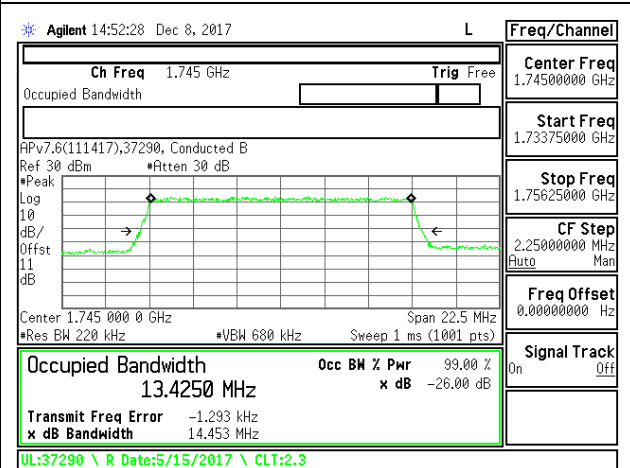 Agilent 14:52:28 Dec 8, 2017 L Freq/Channel
Ch Freq 1.745 GHz Trig Free
Occupied Bandwidth
Center Freq
1.74500000 GHz
Start Freq
1.73375000 GHz
APv7.6(111417),37290, Conducted B
Ref 30 dBm #Atten 30 dB
#Peak
Log
10
dB/
Offst
11
dB
Stop Freq
1.75625000 GHz
CF Step
2.25000000 MHz
Auto Man
Freq Offset
0.00000000 Hz
Signal Track
On Off
Center 1.745 000 0 GHz Span 22.5 MHz
#Res BW 220 kHz #VBW 680 kHz Sweep 1 ms (1001 pts)
Occupied Bandwidth Occ BW % Pwr 99.00 %
13.4250 MHz x dB -26.00 dB
Transmit Freq Error -1.293 kHz
x dB Bandwidth 14.453 MHz
UL:37290 \ R Date:5/15/2017 \ CLT:2.3